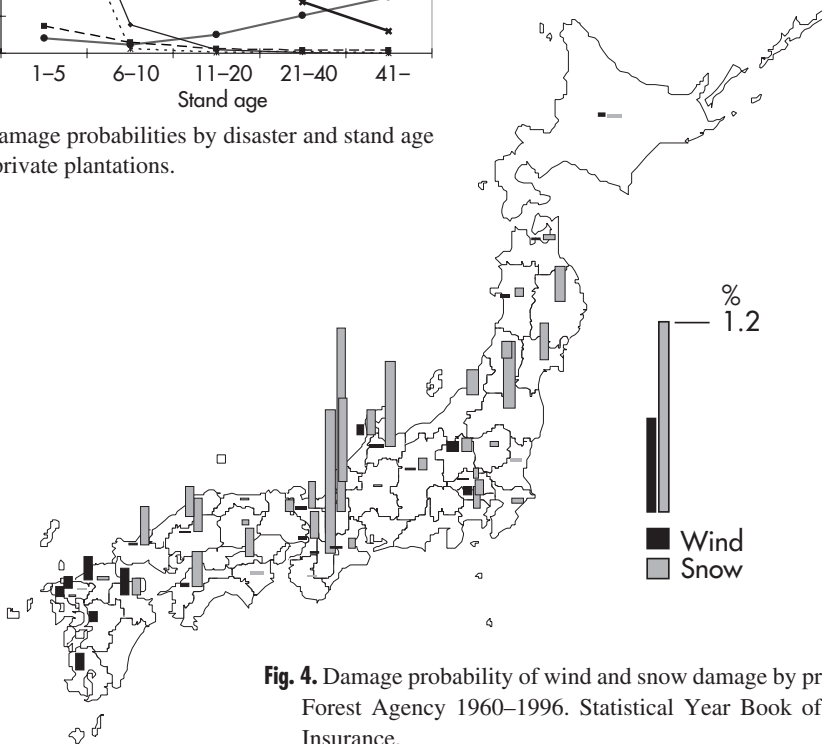 1–5 6–10 11–20 21–40 41–
Stand age
amage probabilities by disaster and stand age
private plantations.
%
1.2
Wind
Snow
Fig. 4. Damage probability of wind and snow damage by pr
Forest Agency 1960–1996. Statistical Year Book of
Insurance.